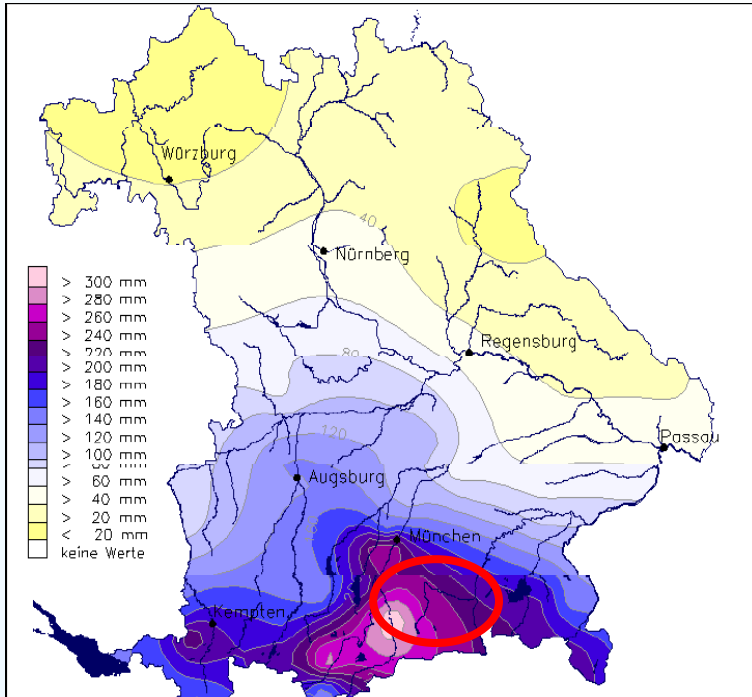 Würzburg
40
Nürnberg
> 300 mm
> 280 mm
> 260 mm
> 240 mm
> 220 mm
> 200 mm
> 180 mm
> 140 mm
> 120 mm
> 100 mm
> 60 mm
> 40 mm
> 20 mm
< 20 mm
keine Werte
Regensburg
80
120
Passau
Augsburg
München
Kempten